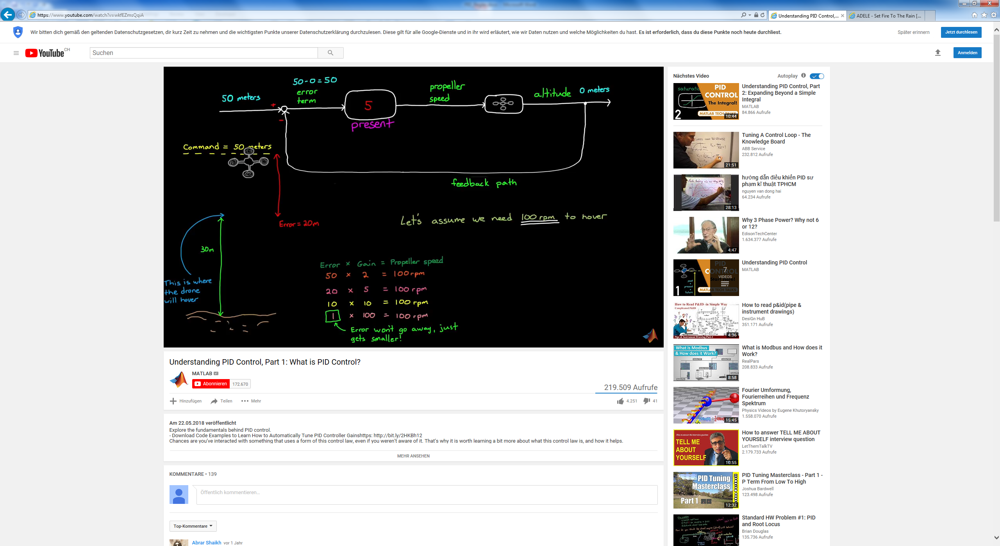 https://www.youtube.com/watch?v=wkfEZmsQqiA
Understanding PID Control,...
ADELE - Set Fire To The Rain [...
Wir bitten dich gemäß den geltenden Datenschutzgesetzen, dir kurz Zeit zu nehmen und die wichtigsten Punkte unserer Datenschutzerklärung durchzulesen. Diese gilt für alle Google-Dienste und in ihr wird erläutert, wie wir Daten nutzen und welche Möglichkeiten du hast. Es ist erforderlich, dass du diese Punkte noch heute durchliest.
Später erinnern
Jetzt durchlesen
YouTube CH
Suchen
Anmelden
50 meters
+
-
50-0=50
error
term
5
present
propeller
speed
altitude
0 meters
feedback path
Command = 50 meters
Error = 20m
30m
This is where
the drone
will hover
Let's assume we need 100 rpm to hover
Error × Gain = Propeller speed
50 × 2 = 100 rpm
20 × 5 = 100 rpm
10 × 10 = 100 rpm
1 × 100 = 100 rpm
Error won't go away, just
gets smaller!
Understanding PID Control, Part 1: What is PID Control?
MATLAB
Abonnieren
172.670
219.509 Aufrufe
Hinzufügen
Teilen
Mehr
4.251
41
Am 22.05.2018 veröffentlicht
Explore the fundamentals behind PID control.
- Download Code Examples to Learn How to Automatically Tune PID Controller Gainshttps: http://bit.ly/2HKBh12
Chances are you've interacted with something that uses a form of this control law, even if you weren't aware of it. That's why it is worth learning a bit more about what this control law is, and how it helps.
MEHR ANSEHEN
KOMMENTARE • 139
Öffentlich kommentieren...
Top-Kommentare
Abrar Shaikh vor 1 Jahr
Nächstes Video
Autoplay
PID
CONTROL
The Integral!
2
MATLAB TECH TALKS
10:44
Understanding PID Control, Part
2: Expanding Beyond a Simple
Integral
MATLAB
84.866 Aufrufe
21:51
Tuning A Control Loop - The
Knowledge Board
ABB Service
232.812 Aufrufe
28:13
hướng dẫn điều khiển PID sư
phạm kĩ thuật TPHCM
nguyen van dong hai
64.234 Aufrufe
4:47
Why 3 Phase Power? Why not 6
or 12?
EdisonTechCenter
1.634.377 Aufrufe
PID
CONTROL
Start Here!
1
past
+
present
+
future
MATLAB TECH TALKS
7
VIDEOS
Understanding PID Control
MATLAB
How to Read P&ID -in Simple Way
Complicated P&ID
Pipe & Instrument Drawing Part-1
4:36
How to read p&id(pipe &
instrument drawings)
DesiGn HuB
351.171 Aufrufe
What is Modbus
& How does it Work?
8:58
What is Modbus and How does it
Work?
RealPars
208.833 Aufrufe
15:45
Fourier Umformung,
Fourierreihen und Frequenz
Spektrum
Physics Videos by Eugene Khutoryansky
1.558.070 Aufrufe
How to answer the interview question
TELL ME
ABOUT
YOURSELF
10:55
How to answer TELL ME ABOUT
YOURSELF interview question
LetThemTalkTV
2.179.733 Aufrufe
PID Tuning
Masterclass
Part 1
12:32
PID Tuning Masterclass - Part 1 -
P Term From Low To High
Joshua Bardwell
123.498 Aufrufe
Standard HW Problem #1: PID
and Root Locus
Brian Douglas
135.736 Aufrufe